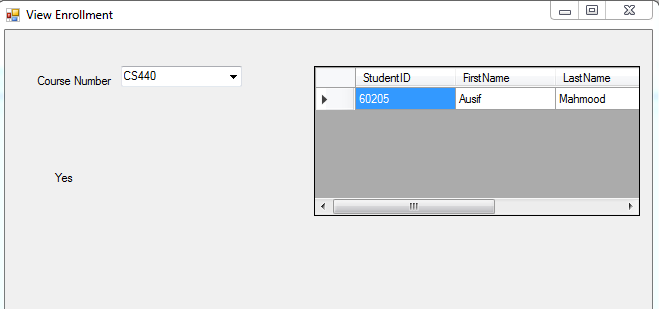 View Enrollment
Course Number CS440
StudentID FirstName LastName
60205 Ausif Mahmood
Yes